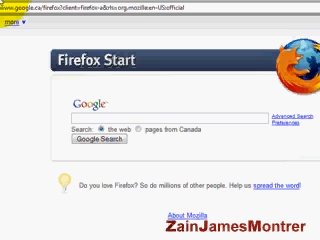 www.google.ca/firefox?client=firefox-a&rls=org.mozilla:en-US:official
more ▼
Firefox Start
Google™
Advanced Search
Preferences
Search: the web pages from Canada
Google Search
Do you love Firefox? So do millions of other people. Help us spread the word!
About Mozilla
ZainJamesMontrer